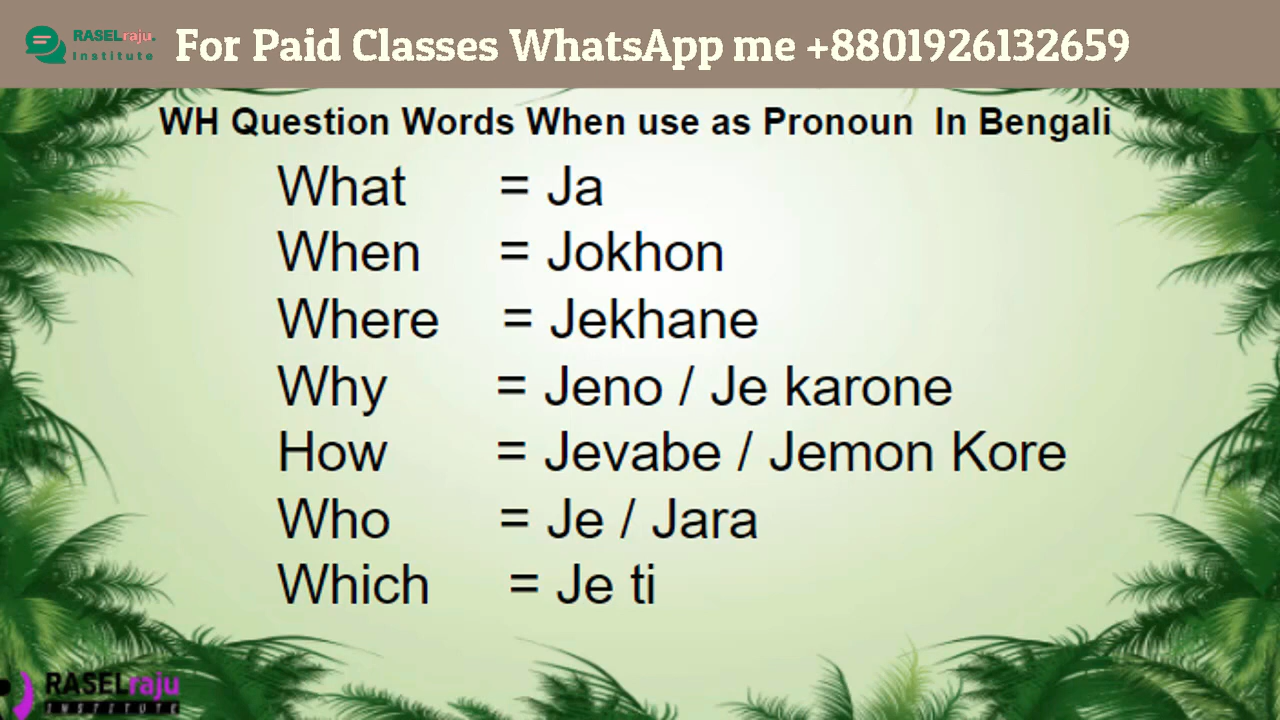 RASELraju.
Institute
For Paid Classes WhatsApp me +8801926132659
WH Question Words When use as Pronoun In Bengali
What = Ja
When = Jokhon
Where = Jekhane
Why = Jeno / Je karone
How = Jevabe / Jemon Kore
Who = Je / Jara
Which = Je ti
RASELraju
INSTITUTE